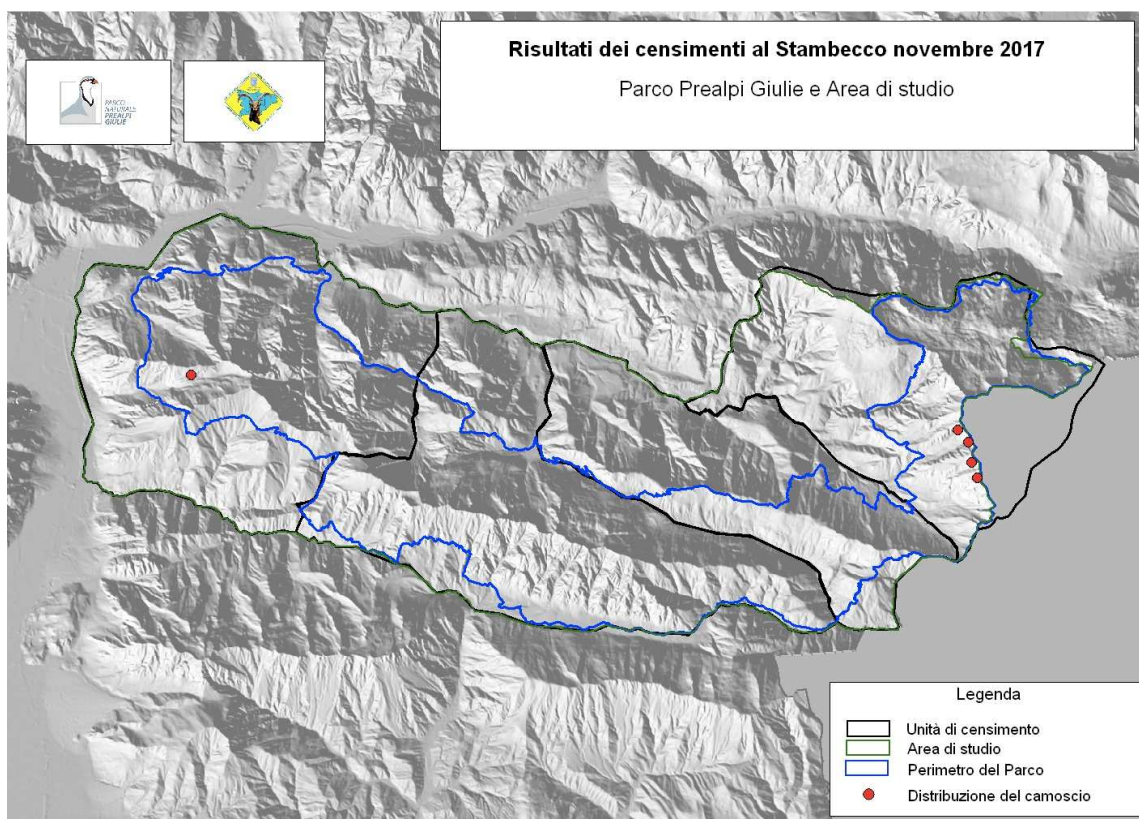 Risultati dei censimenti al Stambecco novembre 2017
Parco Prealpi Giulie e Area di studio
PARCO
NATURALE
PREALPI
GIULIE
Legenda
Unità di censimento
Area di studio
Perimetro del Parco
Distribuzione del camoscio